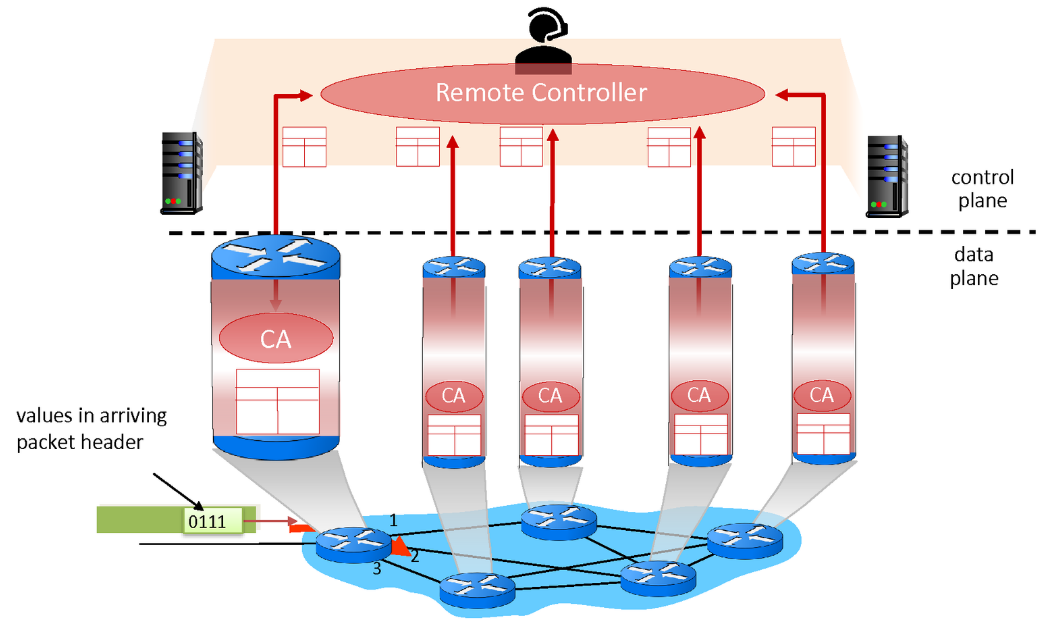 Remote Controller
control
plane
data
plane
CA
CA
CA
CA
CA
values in arriving
packet header
0111
1
2
3